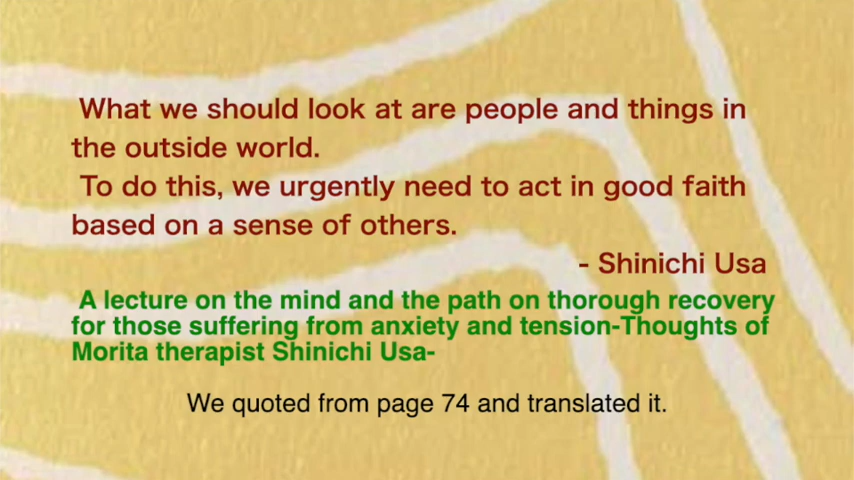 What we should look at are people and things in
the outside world.
To do this, we urgently need to act in good faith
based on a sense of others.
- Shinichi Usa
A lecture on the mind and the path on thorough recovery
for those suffering from anxiety and tension-Thoughts of
Morita therapist Shinichi Usa-
We quoted from page 74 and translated it.